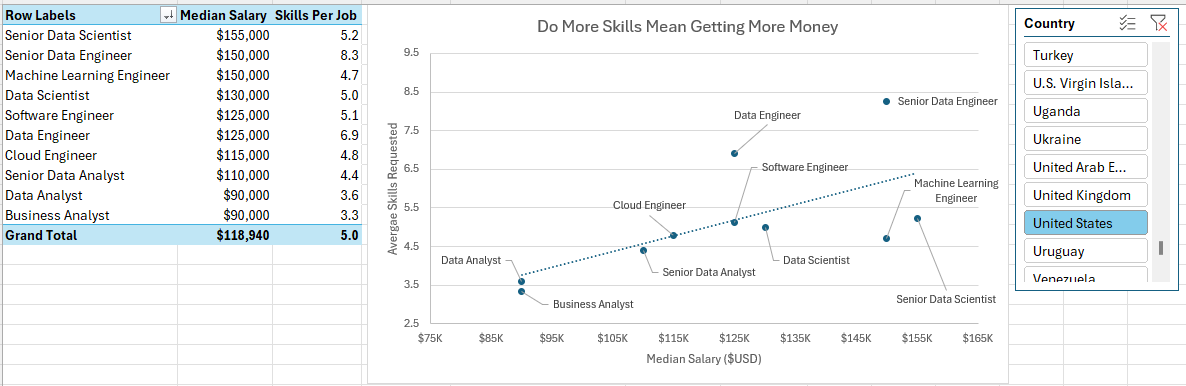 Row Labels Median Salary Skills Per Job
Senior Data Scientist $155,000 5.2
Senior Data Engineer $150,000 8.3
Machine Learning Engineer $150,000 4.7
Data Scientist $130,000 5.0
Software Engineer $125,000 5.1
Data Engineer $125,000 6.9
Cloud Engineer $115,000 4.8
Senior Data Analyst $110,000 4.4
Data Analyst $90,000 3.6
Business Analyst $90,000 3.3
Grand Total $118,940 5.0
Do More Skills Mean Getting More Money
Avergae Skills Requested
9.5
8.5
7.5
6.5
5.5
4.5
3.5
2.5
Senior Data Engineer
Data Engineer
Software Engineer
Machine Learning
Engineer
Cloud Engineer
Data Analyst
Senior Data Analyst
Data Scientist
Business Analyst
Senior Data Scientist
$75K $85K $95K $105K $115K $125K $135K $145K $155K $165K
Median Salary ($USD)
Country
Turkey
U.S. Virgin Isla...
Uganda
Ukraine
United Arab E...
United Kingdom
United States
Uruguay
Venezuela